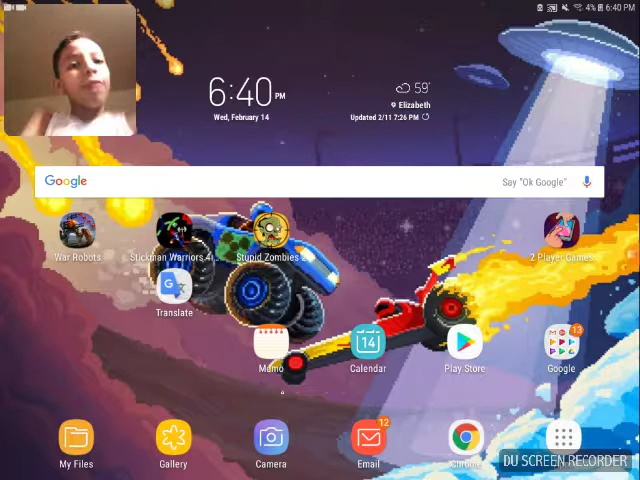 4% 6:40 PM
6:40 PM
Wed, February 14
59°
Elizabeth
Updated 2/11 7:26 PM
Google
Say "Ok Google"
War Robots
Stickman Warriors 4
Stupid Zombies 2
2 Player Games
Translate
14
13
Memo
Calendar
Play Store
Google
12
My Files
Gallery
Camera
Email
Chrome
DU SCREEN RECORDER